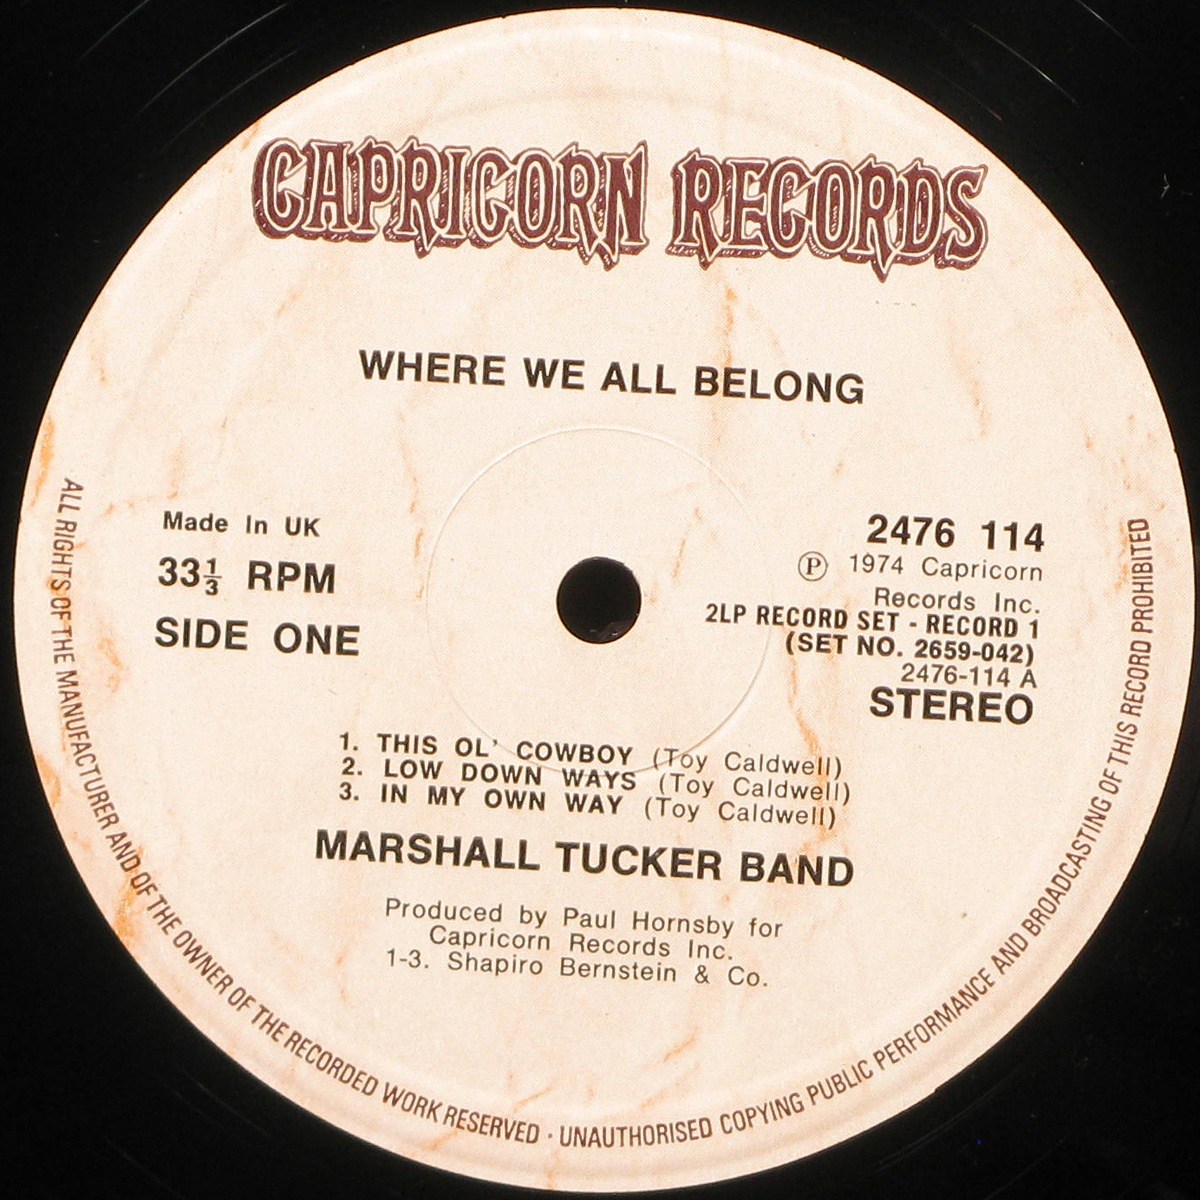 CAPRICORN RECORDS
WHERE WE ALL BELONG
Made In UK
33⅓ RPM
SIDE ONE
2476 114
Ⓟ 1974 Capricorn
Records Inc.
2LP RECORD SET - RECORD 1
(SET NO. 2659-042)
2476-114 A
STEREO
1. THIS OL' COWBOY (Toy Caldwell)
2. LOW DOWN WAYS (Toy Caldwell)
3. IN MY OWN WAY (Toy Caldwell)
MARSHALL TUCKER BAND
Produced by Paul Hornsby for
Capricorn Records Inc.
1-3. Shapiro Bernstein & Co.
ALL RIGHTS OF THE MANUFACTURER AND OF THE OWNER OF THE RECORDED WORK RESERVED · UNAUTHORISED COPYING PUBLIC PERFORMANCE AND BROADCASTING OF THIS RECORD PROHIBITED